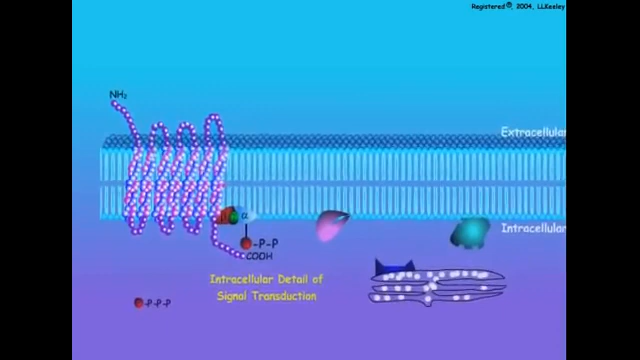 Registered®, 2004, LLKeeley
NH₂
Extracellular
α
Intracellular
-P-P
COOH
Intracellular Detail of
Signal Transduction
-P-P-P